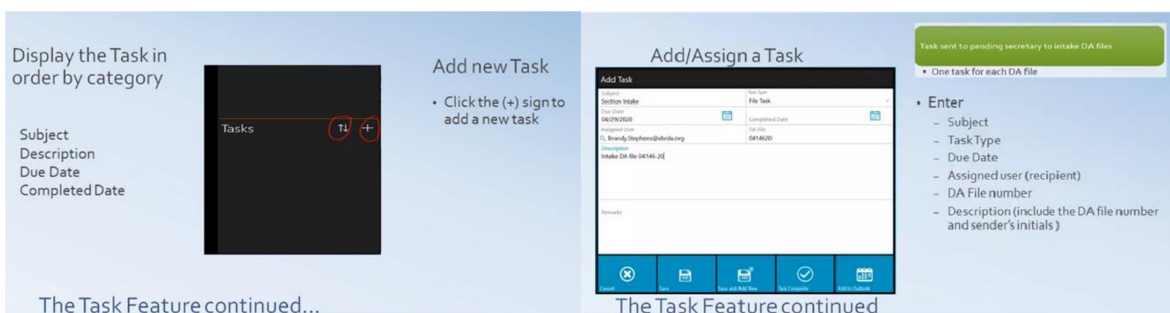 Display the Task in
order by category
Subject
Description
Due Date
Completed Date
Tasks
Add new Task
• Click the (+) sign to
add a new task
The Task Feature continued...
Add/Assign a Task
Add Task
Subject
Section Intake
Task Type
File Task
Due Date
04/29/2020
Completed Date
Assigned User
Brandy.Stephens@ebrda.org
DA File
0414620
Description
Intake DA file 04146-20
Remarks
Cancel
Save
Save and Add New
Task Complete
Add to Outlook
The Task Feature continued
Task sent to pending secretary to intake DA files
• One task for each DA file
• Enter
– Subject
– Task Type
– Due Date
– Assigned user (recipient)
– DA File number
– Description (include the DA file number
and sender's initials )